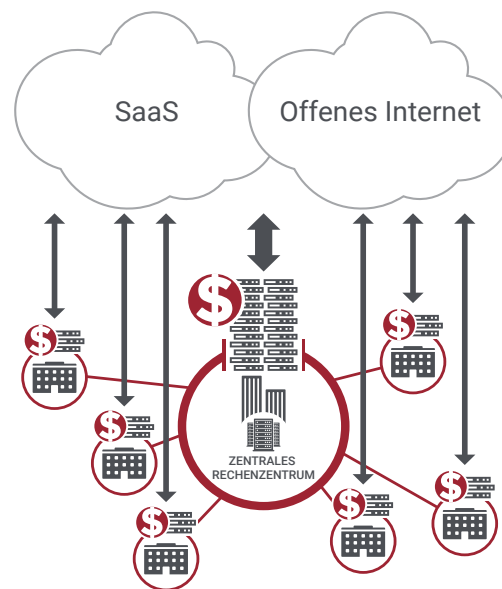 SaaS
Offenes Internet
$
$
$
$
$
$
$
ZENTRALES
RECHENZENTRUM